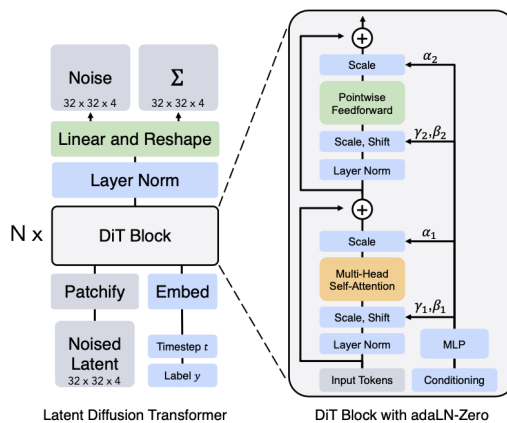 Noise
32 x 32 x 4
Σ
32 x 32 x 4
Linear and Reshape
Layer Norm
N x
DiT Block
Patchify
Embed
Noised
Latent
32 x 32 x 4
Timestep t
Label y
Latent Diffusion Transformer
+
Scale
α₂
Pointwise
Feedforward
γ₂,β₂
Scale, Shift
Layer Norm
+
Scale
α₁
Multi-Head
Self-Attention
γ₁,β₁
Scale, Shift
Layer Norm
MLP
Input Tokens
Conditioning
DiT Block with adaLN-Zero